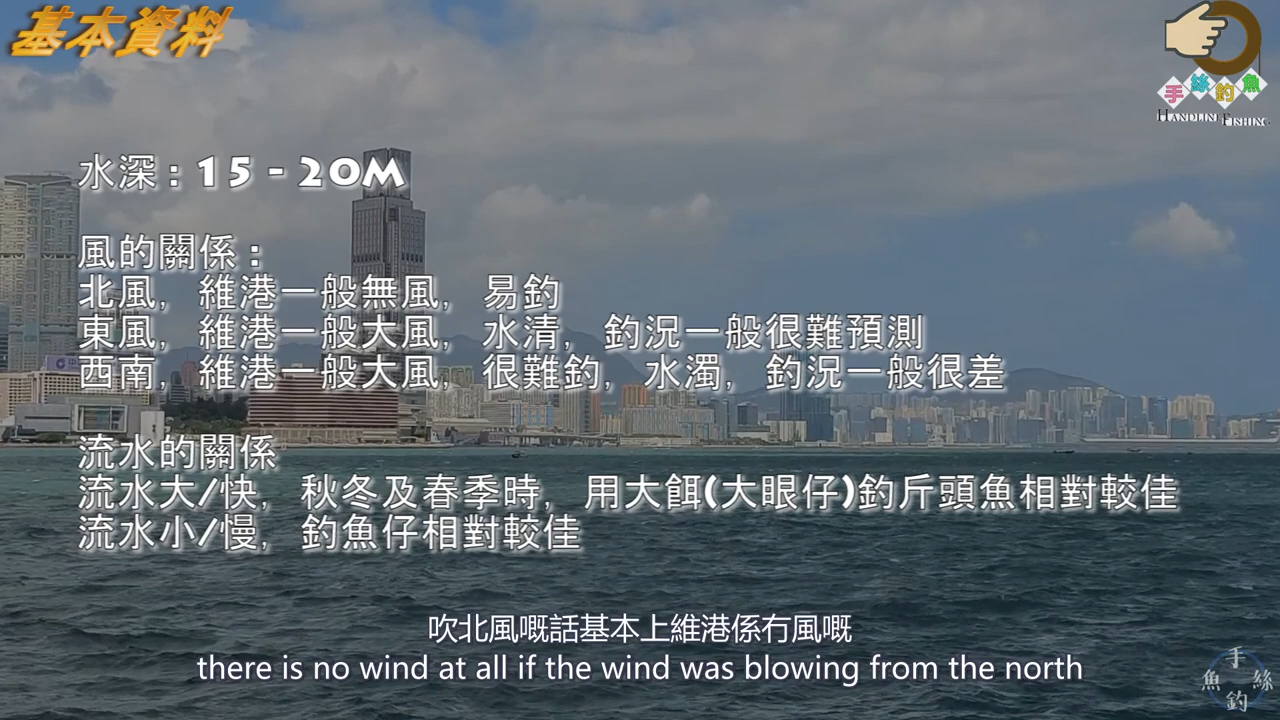 基本資料
手絲釣魚
HANDLINE FISHING
水深 : 15 - 20M
風的關係 :
北風, 維港一般無風, 易釣
東風, 維港一般大風, 水清, 釣況一般很難預測
西南, 維港一般大風, 很難釣, 水濁, 釣況一般很差
流水的關係
流水大/快, 秋冬及春季時, 用大餌(大眼仔)釣斤頭魚相對較佳
流水小/慢, 釣魚仔相對較佳
吹北風嘅話基本上維港係冇風嘅
there is no wind at all if the wind was blowing from the north
手絲釣魚